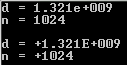 d = 1.321e+009
n = 1024
d = +1.321E+009
n = +1024